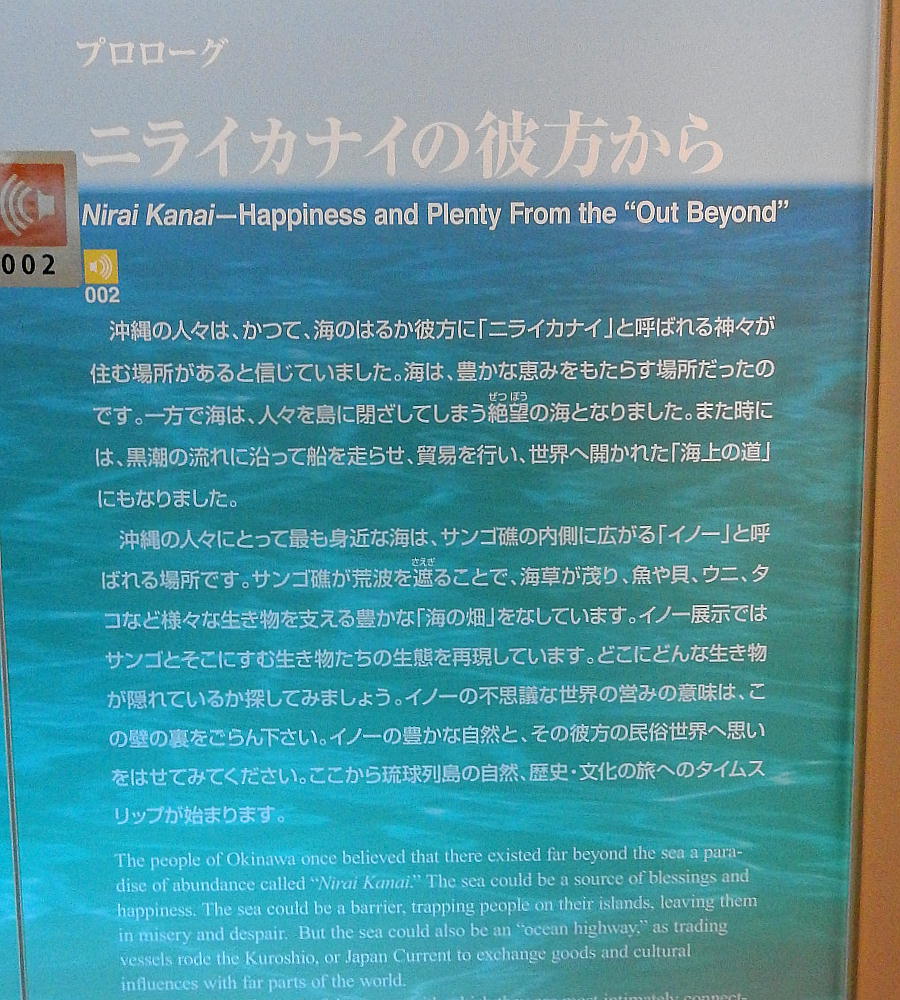 プロローグ
ニライカナイの彼方から
Nirai Kanai—Happiness and Plenty From the “Out Beyond”
002
002
沖縄の人々は、かつて、海のはるか彼方に「ニライカナイ」と呼ばれる神々が
住む場所があると信じていました。海は、豊かな恵みをもたらす場所だったの
ぜつ ぼう
です。一方で海は、人々を島に閉ざしてしまう絶望の海となりました。また時に
は、黒潮の流れに沿って船を走らせ、貿易を行い、世界へ開かれた「海上の道」
にもなりました。
沖縄の人々にとって最も身近な海は、サンゴ礁の内側に広がる「イノー」と呼
さえぎ
ばれる場所です。サンゴ礁が荒波を遮ることで、海草が茂り、魚や貝、ウニ、タ
コなど様々な生き物を支える豊かな「海の畑」をなしています。イノー展示では
サンゴとそこにすむ生き物たちの生態を再現しています。どこにどんな生き物
が隠れているか探してみましょう。イノーの不思議な世界の営みの意味は、こ
の壁の裏をごらん下さい。イノーの豊かな自然と、その彼方の民俗世界へ思い
をはせてみてください。ここから琉球列島の自然、歴史・文化の旅へのタイムス
リップが始まります。
The people of Okinawa once believed that there existed far beyond the sea a para-
dise of abundance called “Nirai Kanai.” The sea could be a source of blessings and
happiness. The sea could be a barrier, trapping people on their islands, leaving them
in misery and despair. But the sea could also be an “ocean highway,” as trading
vessels rode the Kuroshio, or Japan Current to exchange goods and cultural
influences with far parts of the world.
which they are most intimately connect-